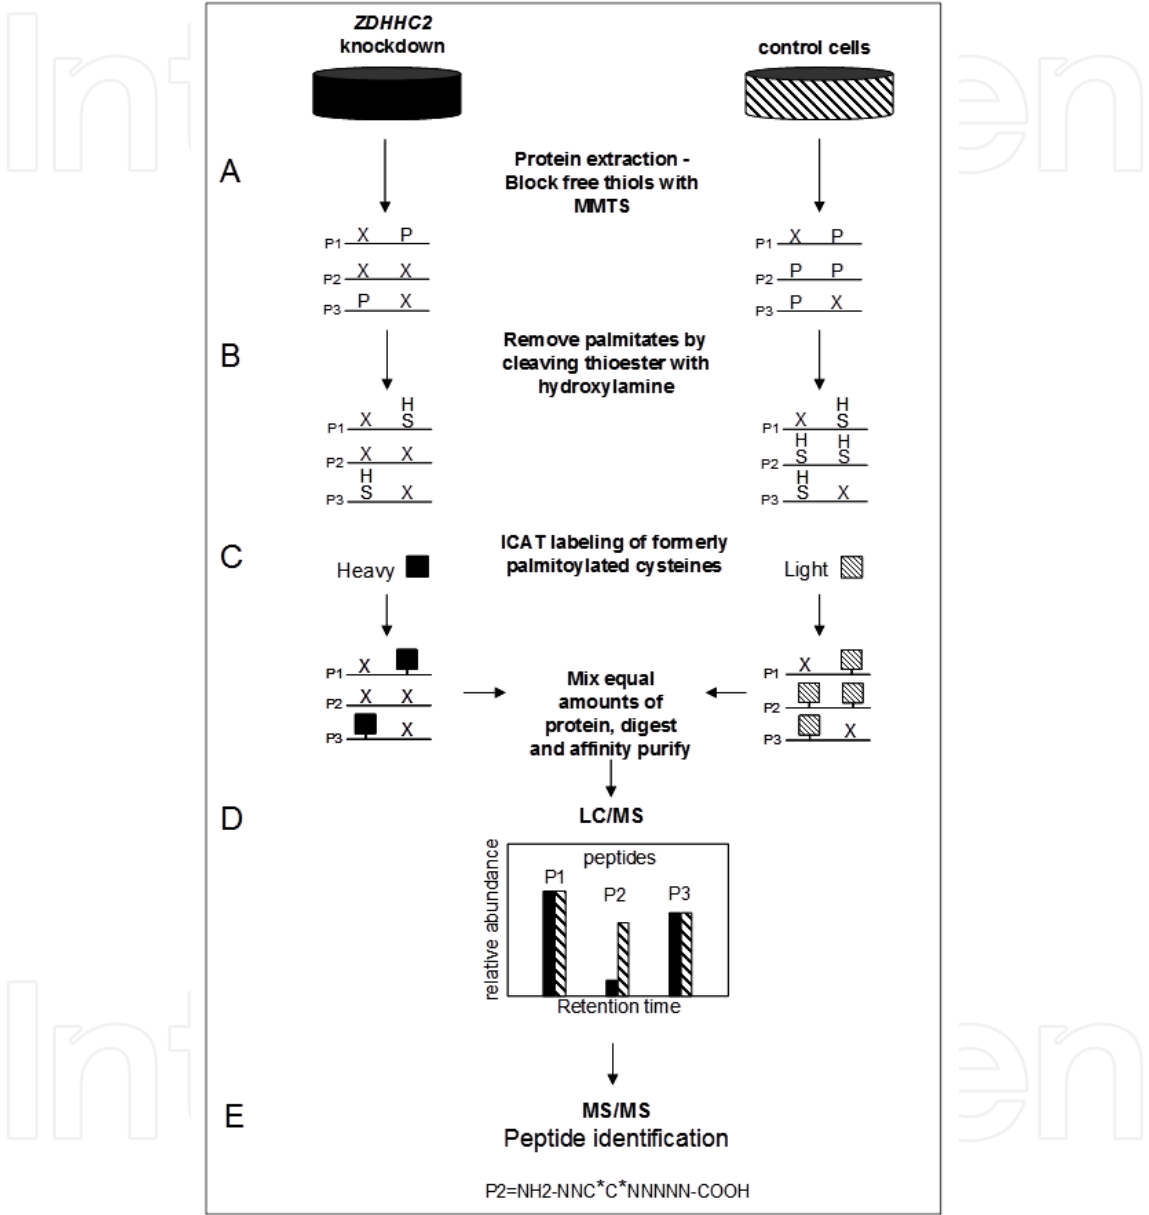 ZDHHC2
knockdown
control cells
A
Protein extraction -
Block free thiols with
MMTS
P1 X P
P2 X X
P3 P X
P1 X P
P2 P P
P3 P X
B
Remove palmitates by
cleaving thioester with
hydroxylamine
P1 X HS
P2 X X
P3 HS X
P1 X HS
P2 HS HS
P3 HS X
C
ICAT labeling of formerly
palmitoylated cysteines
Heavy
Light
P1 X
P2 X X
P3 X
Mix equal
amounts of
protein, digest
and affinity purify
P1 X
P2
P3 X
D
LC/MS
peptides
P1
P2
P3
relative abundance
Retention time
E
MS/MS
Peptide identification
P2=NH2-NNC*C*NNNNN-COOH